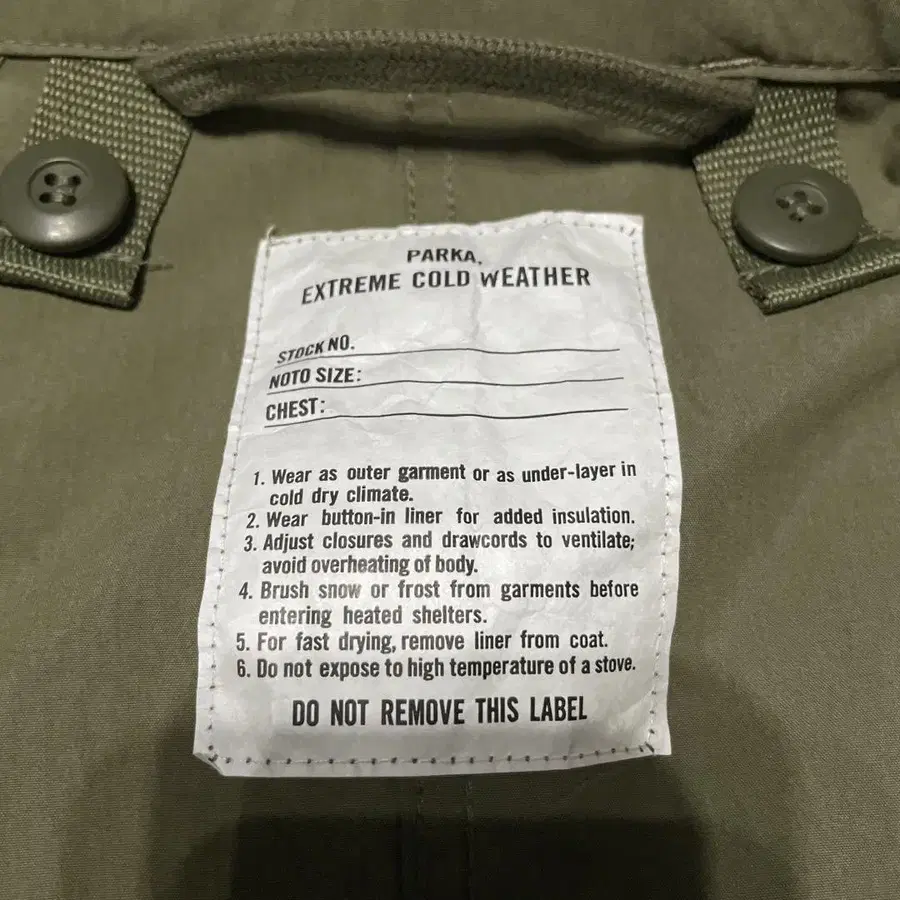 PARKA,
EXTREME COLD WEATHER
STOCK NO.
NOTO SIZE:
CHEST:
1. Wear as outer garment or as under-layer in
cold dry climate.
2. Wear button-in liner for added insulation.
3. Adjust closures and drawcords to ventilate;
avoid overheating of body.
4. Brush snow or frost from garments before
entering heated shelters.
5. For fast drying, remove liner from coat.
6. Do not expose to high temperature of a stove.
DO NOT REMOVE THIS LABEL